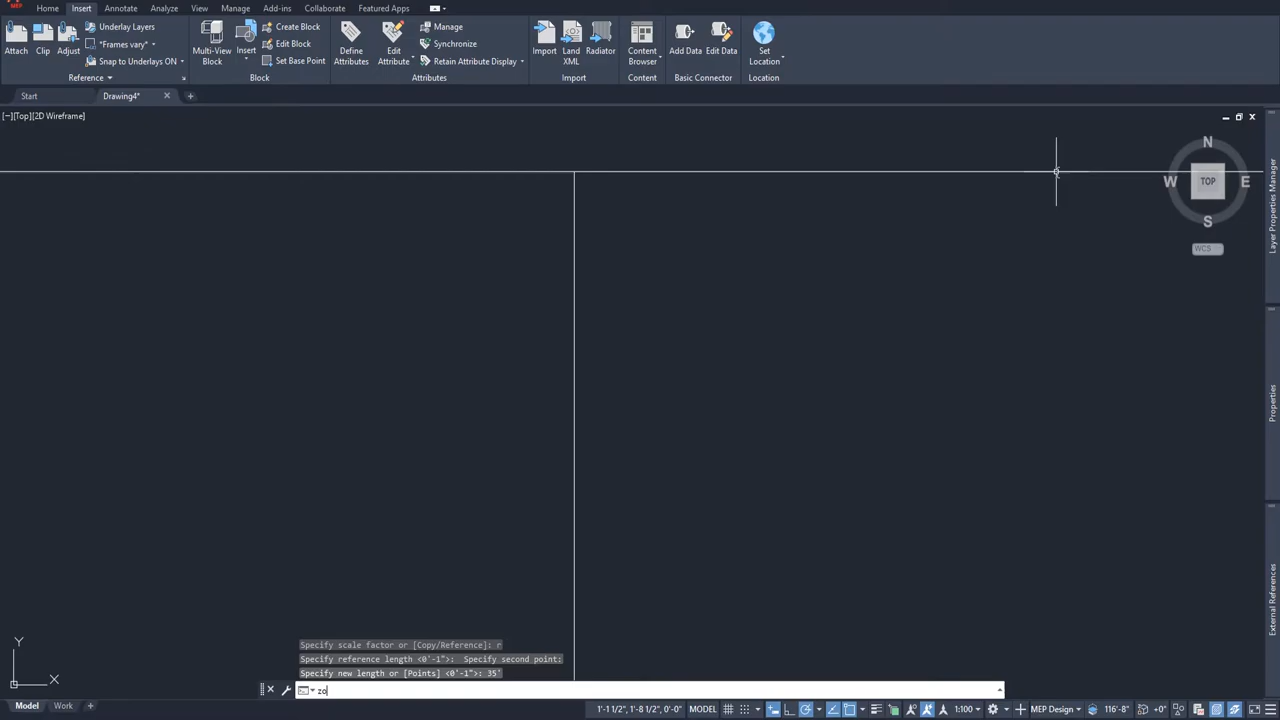 MEP
Home Insert Annotate Analyze View Manage Add-ins Collaborate Featured Apps
Attach
Clip
Adjust
Underlay Layers
*Frames vary*
Snap to Underlays ON
Reference
Multi-View
Block
Insert
Create Block
Edit Block
Set Base Point
Block
Define
Attributes
Edit
Attribute
Manage
Synchronize
Retain Attribute Display
Attributes
Import
Land
XML
Radiator
Import
Content
Browser
Content
Add Data
Edit Data
Basic Connector
Set
Location
Location
Start
Drawing4*
[−][Top][2D Wireframe]
N
W
TOP
E
S
WCS
Layer Properties Manager
Properties
External References
Y
X
Specify scale factor or [Copy/Reference]: r
Specify reference length <0'-1">: Specify second point:
Specify new length or [Points] <0'-1">: 35'
zo
Model Work
1'-1 1/2", 1'-8 1/2", 0'-0" MODEL
1:100
MEP Design
116'-8"
+0"